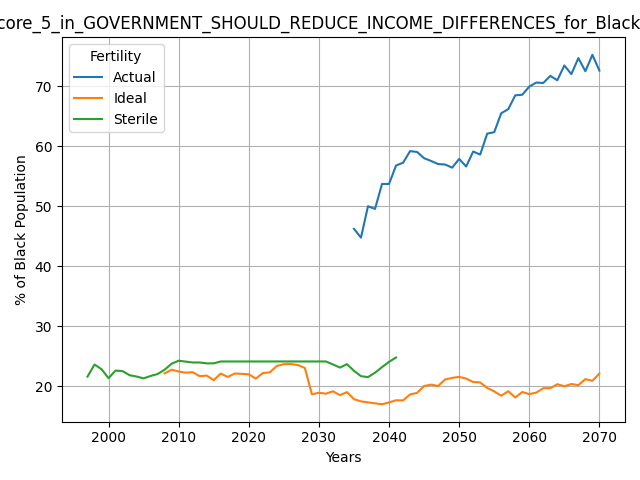 core_5_in_GOVERNMENT_SHOULD_REDUCE_INCOME_DIFFERENCES_for_Black
Fertility
Actual
Ideal
Sterile
% of Black Population
70
60
50
40
30
20
2000 2010 2020 2030 2040 2050 2060 2070
Years